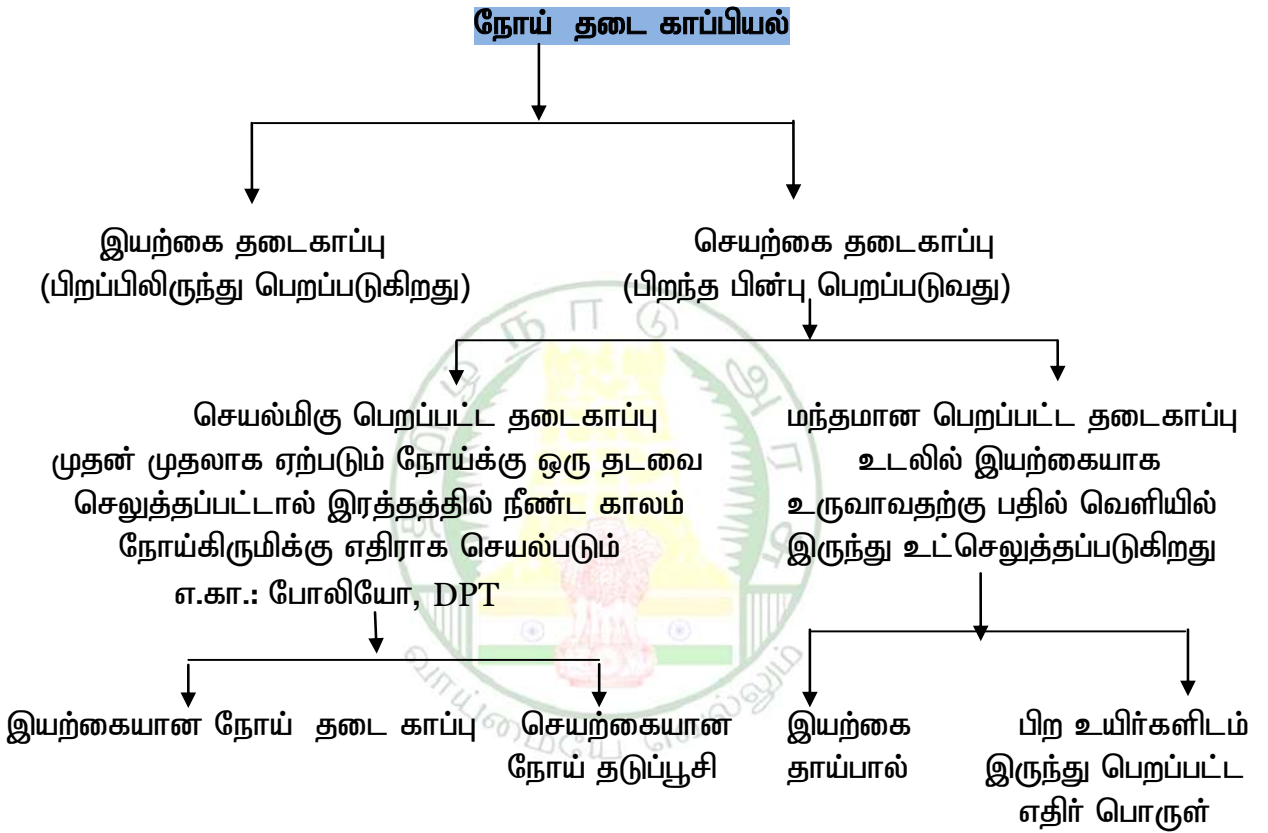 நோய் தடை காப்பியல்
இயற்கை தடைகாப்பு
(பிறப்பிலிருந்து பெறப்படுகிறது)
செயற்கை தடைகாப்பு
(பிறந்த பின்பு பெறப்படுவது)
செயல்மிகு பெறப்பட்ட தடைகாப்பு
முதன் முதலாக ஏற்படும் நோய்க்கு ஒரு தடவை
செலுத்தப்பட்டால் இரத்தத்தில் நீண்ட காலம்
நோய்கிருமிக்கு எதிராக செயல்படும்
எ.கா.: போலியோ, DPT
மந்தமான பெறப்பட்ட தடைகாப்பு
உடலில் இயற்கையாக
உருவாவதற்கு பதில் வெளியில்
இருந்து உட்செலுத்தப்படுகிறது
இயற்கையான நோய் தடை காப்பு
செயற்கையான
நோய் தடுப்பூசி
இயற்கை
தாய்பால்
பிற உயிர்களிடம்
இருந்து பெறப்பட்ட
எதிர் பொருள்
தமிழ்நாடு அரசு
வாய்மையே வெல்லும்